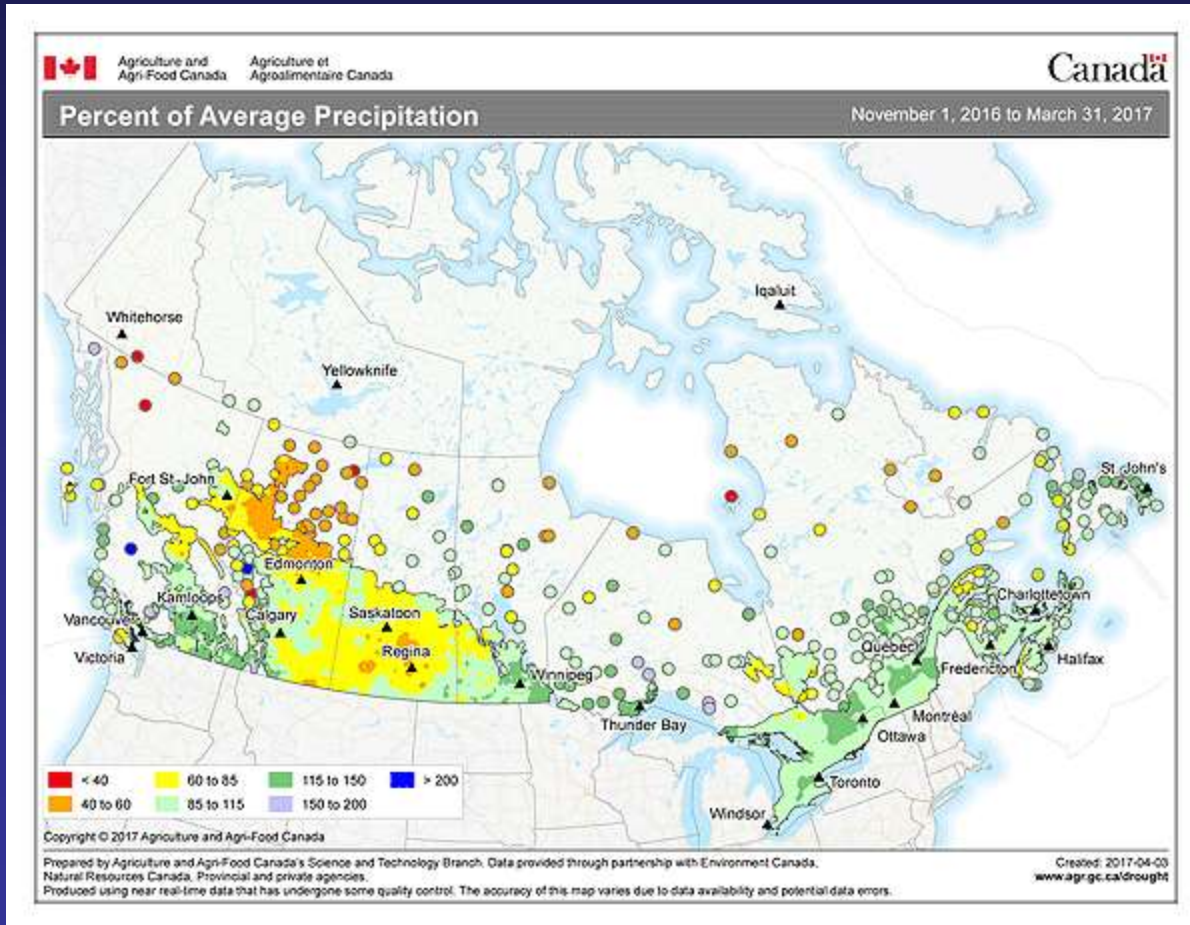 Agriculture and
Agri-Food Canada
Agriculture et
Agroalimentaire Canada
Canada
Percent of Average Precipitation
November 1, 2016 to March 31, 2017
Iqaluit
Whitehorse
Yellowknife
St. John's
Fort St. John
Edmonton
Charlottetown
Kamloops
Vancouver
Calgary
Saskatoon
Québec
Victoria
Regina
Winnipeg
Fredericton
Halifax
Thunder Bay
Montréal
Ottawa
Toronto
Windsor
< 40
60 to 85
115 to 150
> 200
40 to 60
85 to 115
150 to 200
Copyright © 2017 Agriculture and Agri-Food Canada
Prepared by Agriculture and Agri-Food Canada's Science and Technology Branch. Data provided through partnership with Environment Canada,
Natural Resources Canada, Provincial and private agencies.
Produced using near real-time data that has undergone some quality control. The accuracy of this map varies due to data availability and potential data errors.
Created: 2017-04-03
www.agr.gc.ca/drought